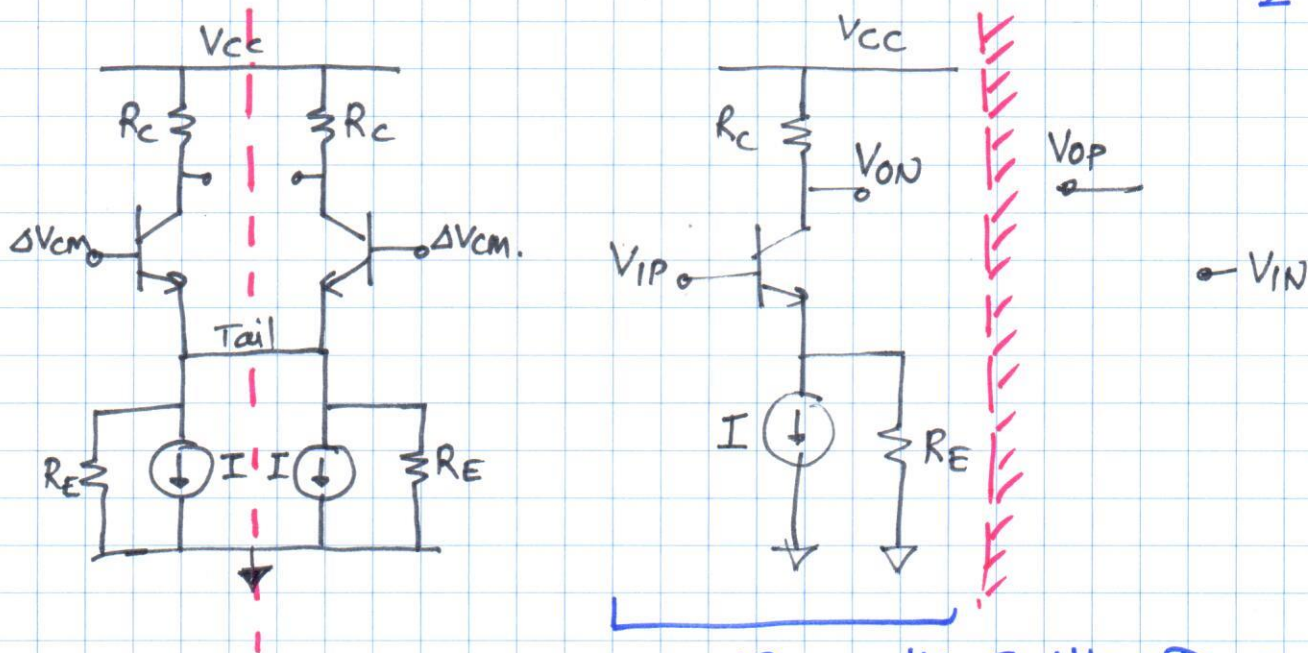 Vcc
RC
RC
ΔVCM
ΔVCM.
Tail
RE
I
I
RE
VCC
RC
VON
VIP
I
RE
VOP
VIN